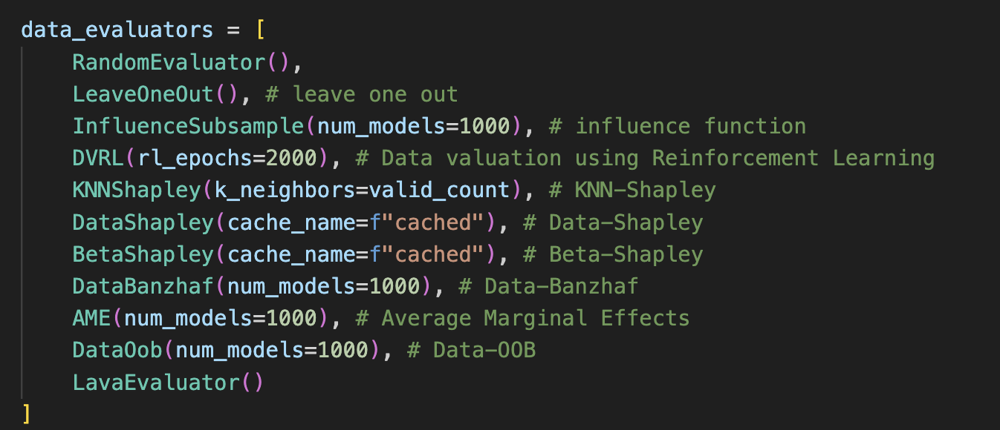 data_evaluators = [
    RandomEvaluator(),
    LeaveOneOut(), # leave one out
    InfluenceSubsample(num_models=1000), # influence function
    DVRL(rl_epochs=2000), # Data valuation using Reinforcement Learning
    KNNShapley(k_neighbors=valid_count), # KNN-Shapley
    DataShapley(cache_name=f"cached"), # Data-Shapley
    BetaShapley(cache_name=f"cached"), # Beta-Shapley
    DataBanzhaf(num_models=1000), # Data-Banzhaf
    AME(num_models=1000), # Average Marginal Effects
    DataOob(num_models=1000), # Data-OOB
    LavaEvaluator()
]